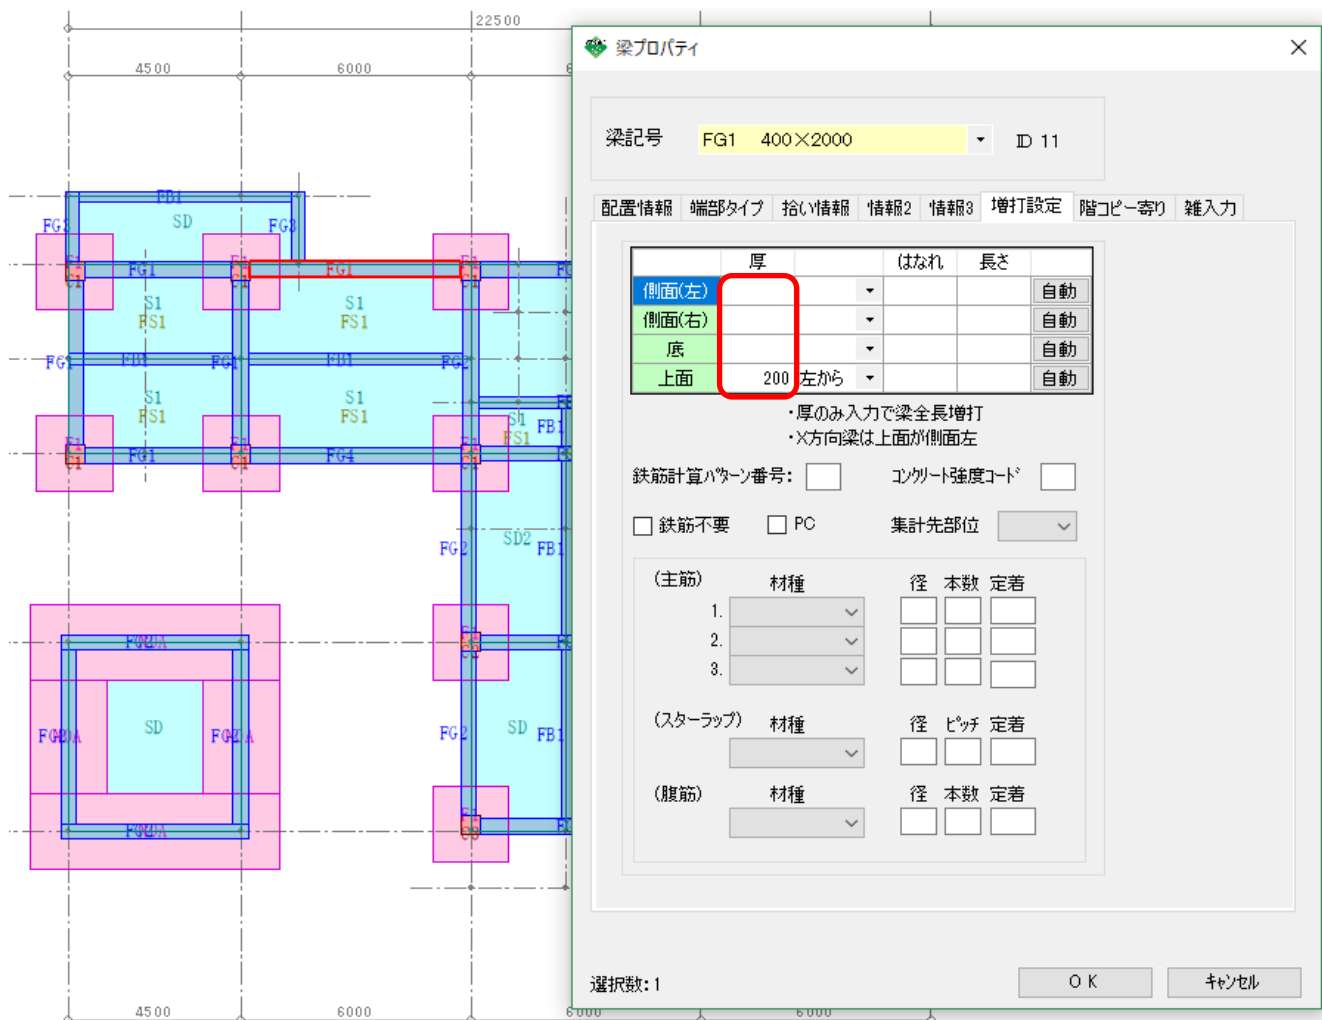 22500
4500 6000
FB1
FG3 SD FG3
FG1 FG1
C1 C1 C1
S1 S1
FS1 FS1
FG1 FB1 FG1 FB1 FG2
S1 S1
FS1 FS1
S1 FB1
FS1
C1 FG1 C1 FG4 C1
FG2 SD2 FB1
SD
FG2 SD FB1
4500 6000 6000 6000
梁プロパティ
梁記号 FG1 400×2000 ID 11
配置情報 端部タイプ 拾い情報 情報2 情報3 増打設定 階コピー寄り 雑入力
厚 はなれ 長さ
側面(左) 自動
側面(右) 自動
底 自動
上面 200 左から 自動
・厚のみ入力で梁全長増打
・X方向梁は上面が側面左
鉄筋計算パターン番号: コンクリート強度コード
鉄筋不要 PC 集計先部位
(主筋) 材種 径 本数 定着
1.
2.
3.
(スターラップ) 材種 径 ピッチ 定着
(腹筋) 材種 径 本数 定着
選択数:1 OK キャンセル